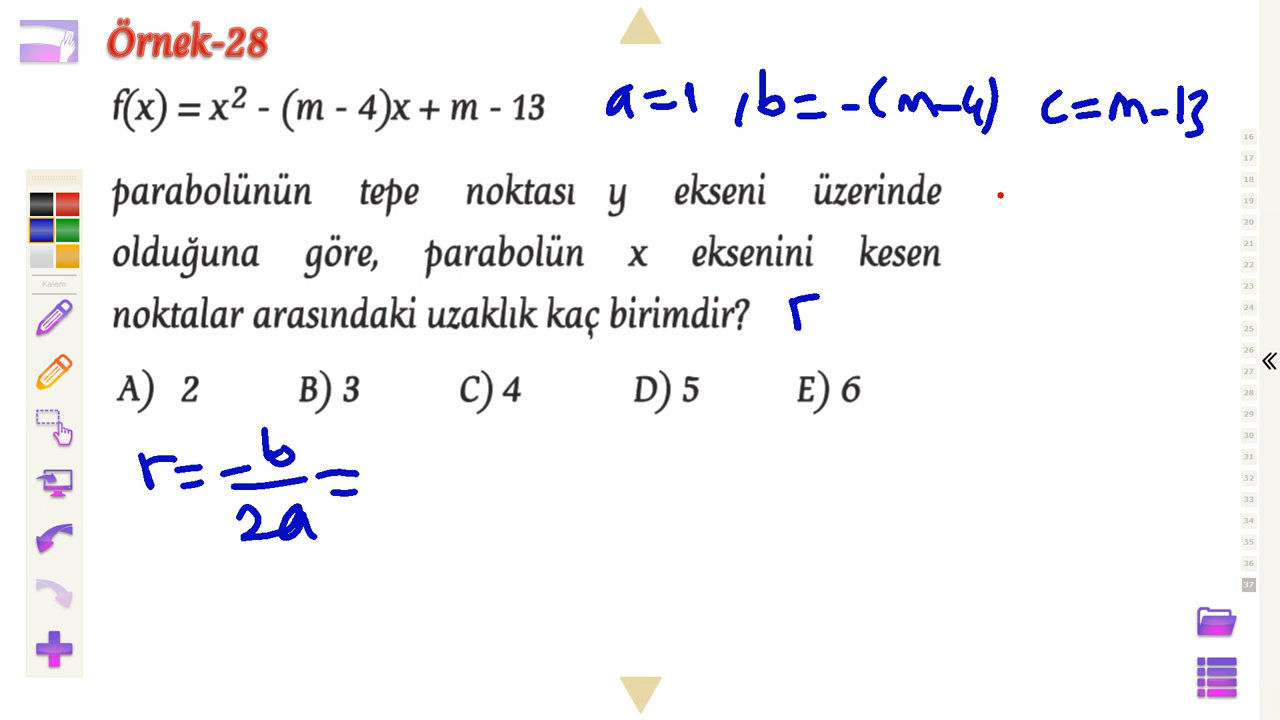 Örnek-28
f(x) = x² - (m - 4)x + m - 13 a=1 , b= -(m-4) c=m-13
parabolünün tepe noktası y ekseni üzerinde
olduğuna göre, parabolün x eksenini kesen
noktalar arasındaki uzaklık kaç birimdir? r
A) 2 B) 3 C) 4 D) 5 E) 6
r = -b/2a =
Kalem
16
17
18
19
20
21
22
23
24
25
26
27
28
29
30
31
32
33
34
35
36
37
«